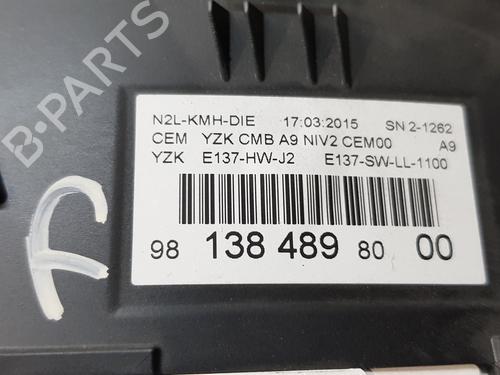 N2L-KMH-DIE 17:03:2015 SN 2-1262
CEM YZK CMB A9 NIV2 CEM00 A9
YZK E137-HW-J2 E137-SW-LL-1100
98 138 489 80 00